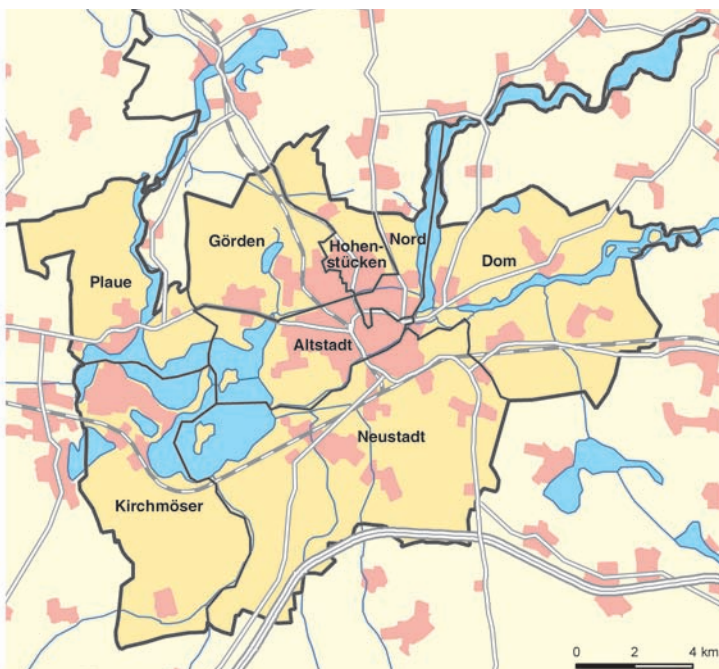 Görden
Hohen-
stücken
Nord
Dom
Plaue
Altstadt
Neustadt
Kirchmöser
0 2 4 km